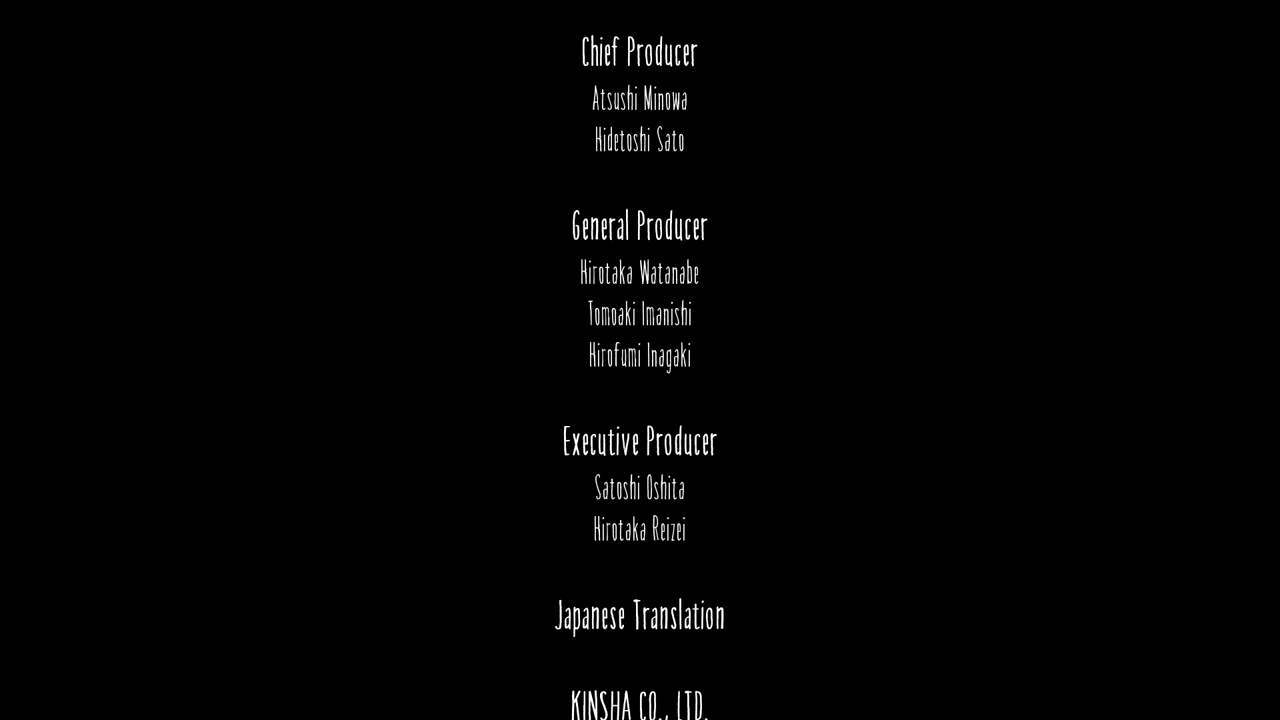 Chief Producer
Atsushi Minowa
Hidetoshi Sato
General Producer
Hirotaka Watanabe
Tomoaki Imanishi
Hirofumi Inagaki
Executive Producer
Satoshi Oshita
Hirotaka Reizei
Japanese Translation
KINSHA CO., LTD.